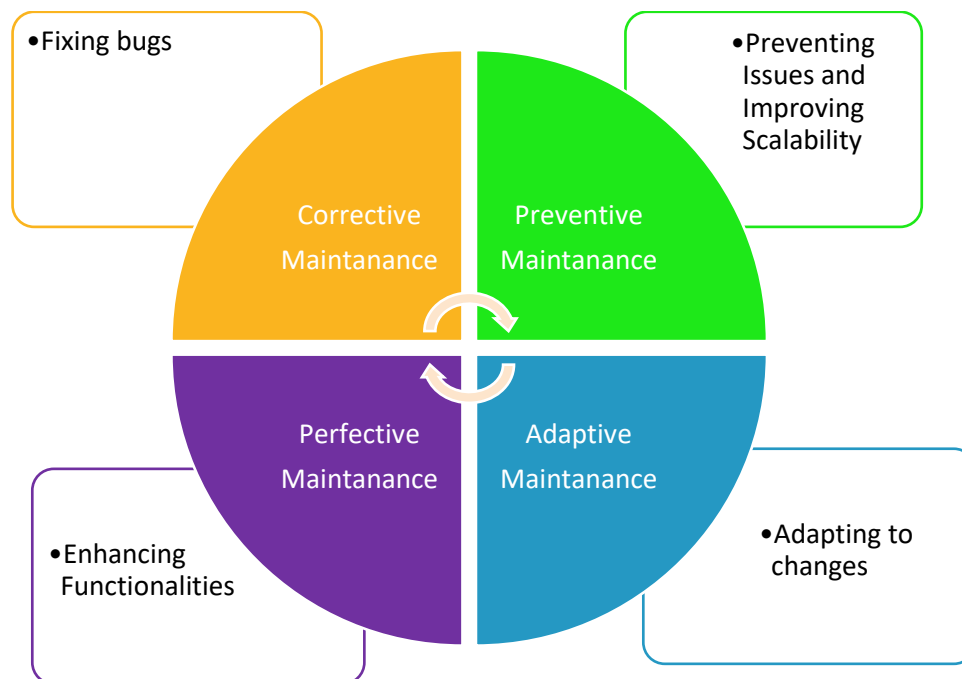 •Fixing bugs
•Preventing
Issues and
Improving
Scalability
Corrective
Maintanance
Preventive
Maintanance
Perfective
Maintanance
Adaptive
Maintanance
•Enhancing
Functionalities
•Adapting to
changes